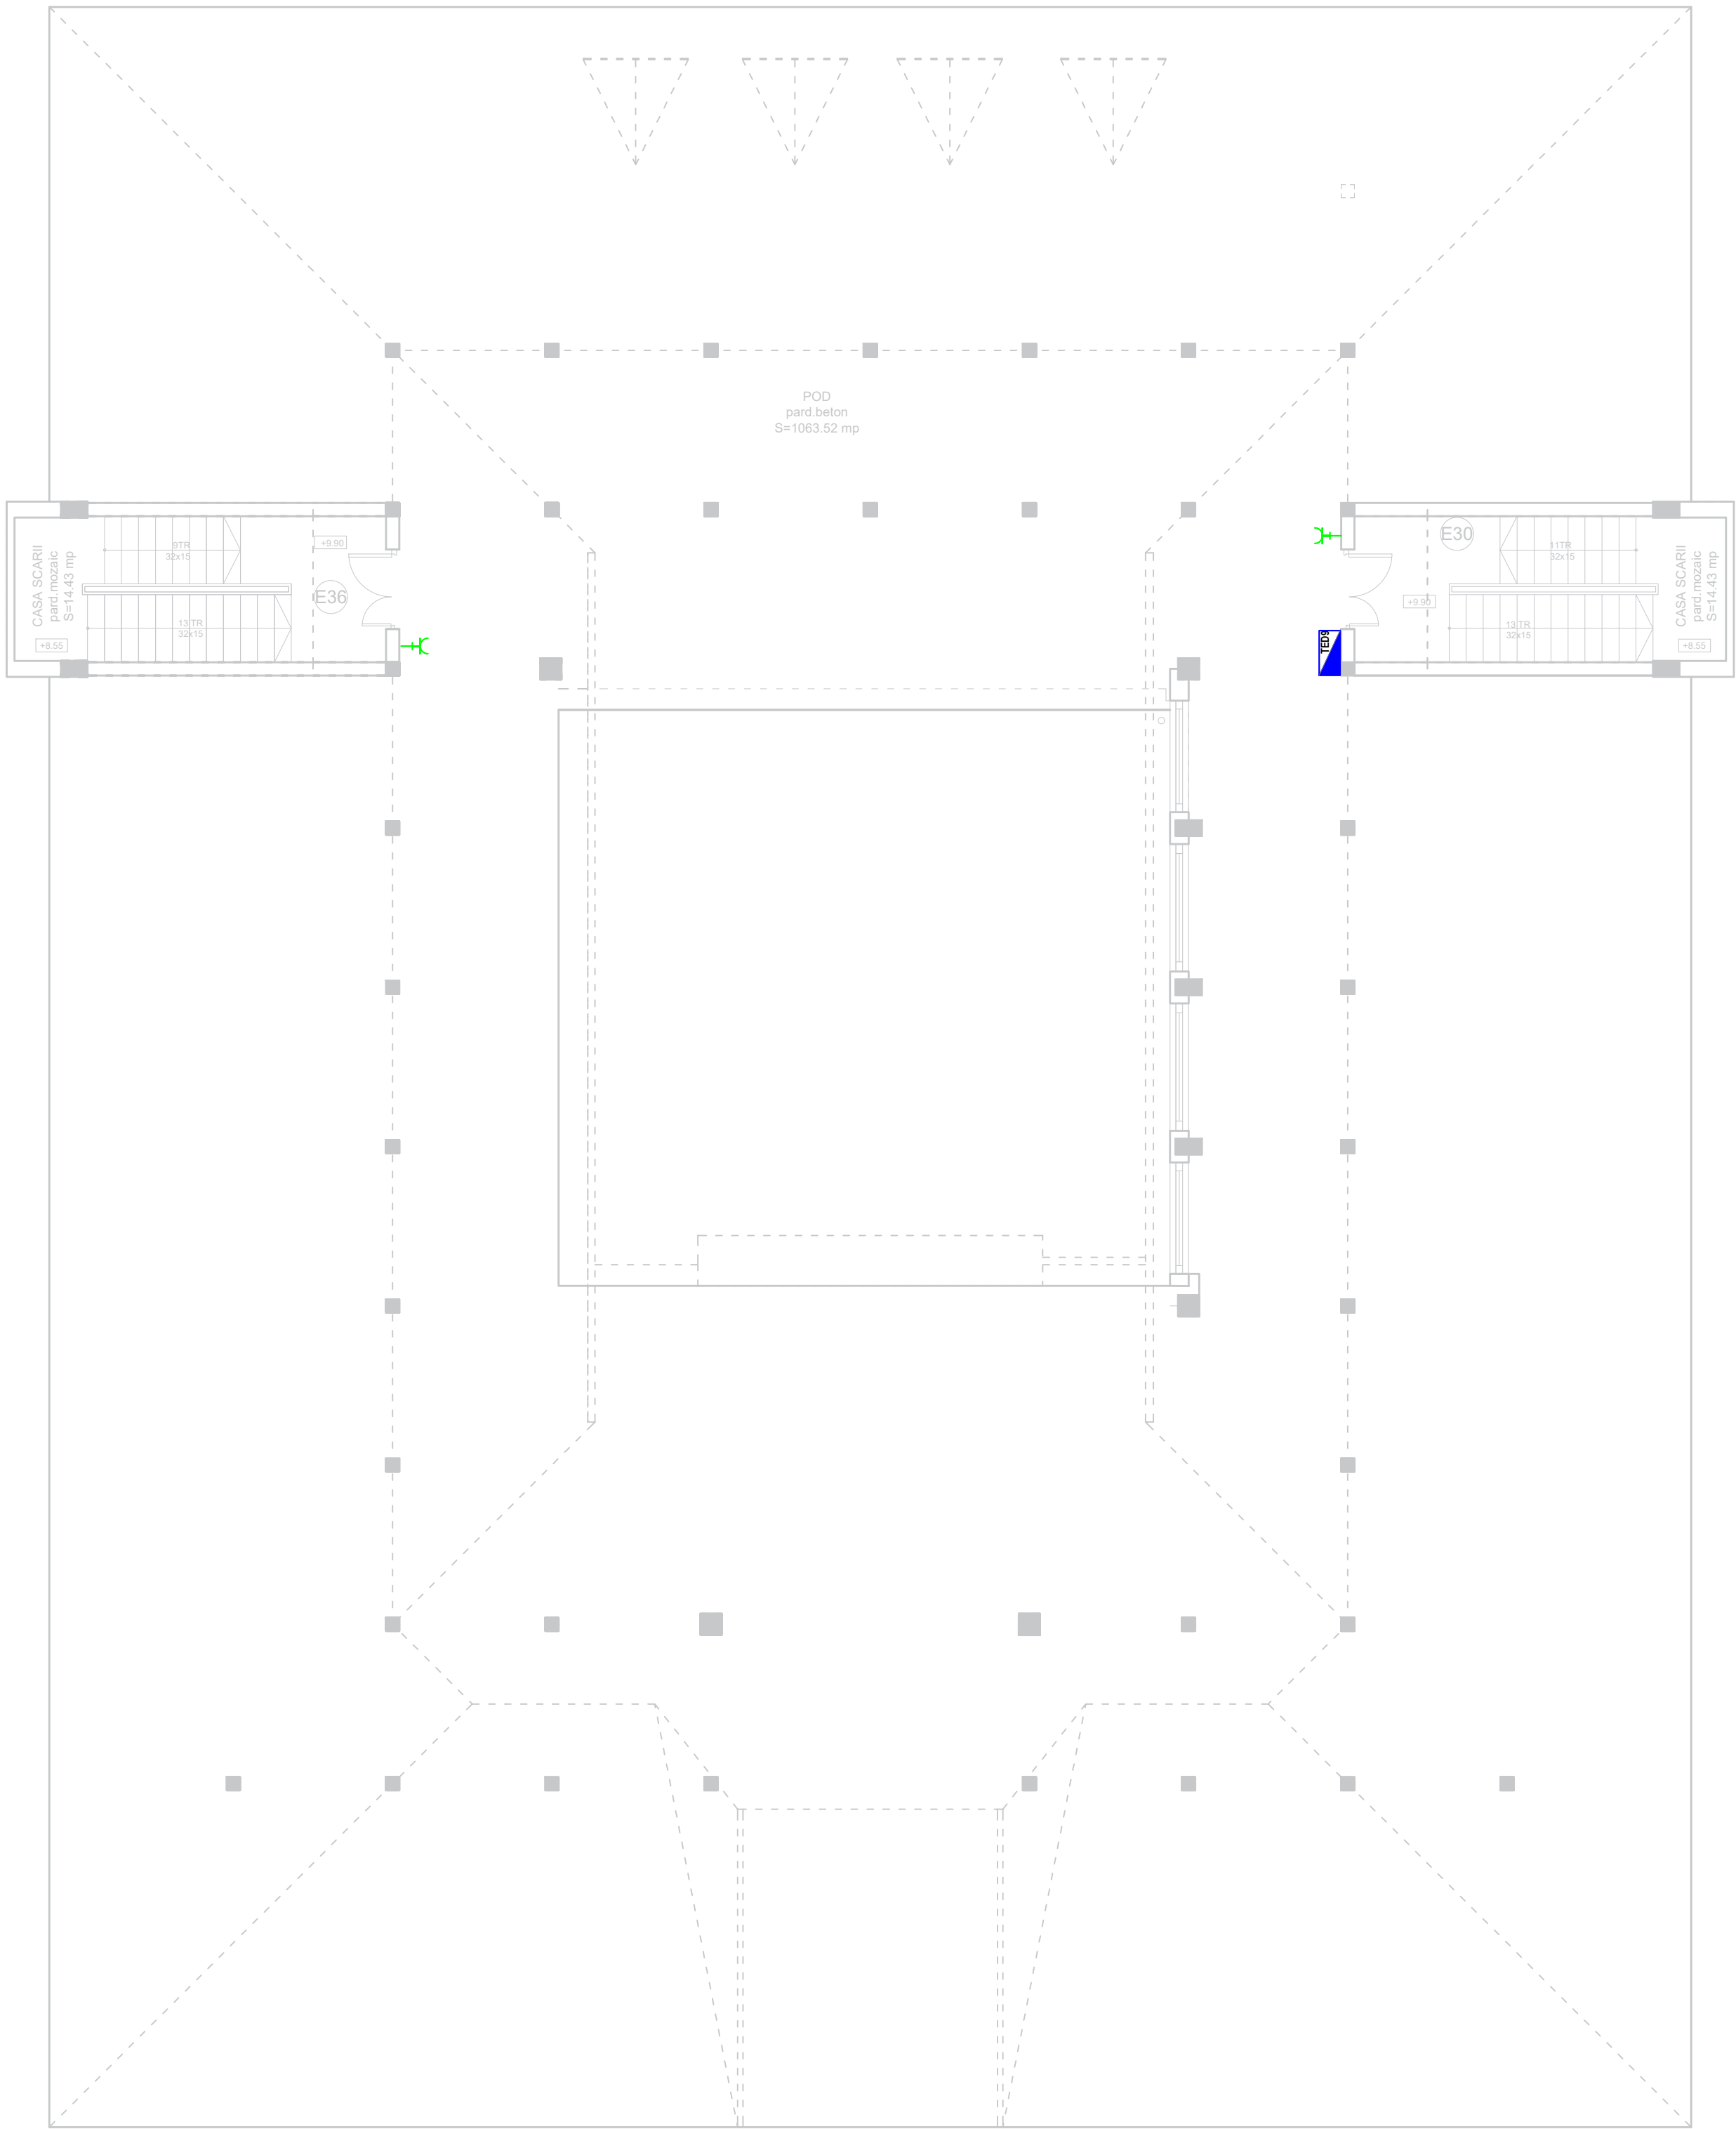 POD
pard.beton
S=1063.52 mp
CASA SCARII
pard.mozaic
S=14.43 mp
+8.55
9TR
32x15
13 TR
32x15
+9.90
E36
TED9
E30
+9.90
11TR
32x15
13 TR
32x15
CASA SCARII
pard.mozaic
S=14.43 mp
+8.55